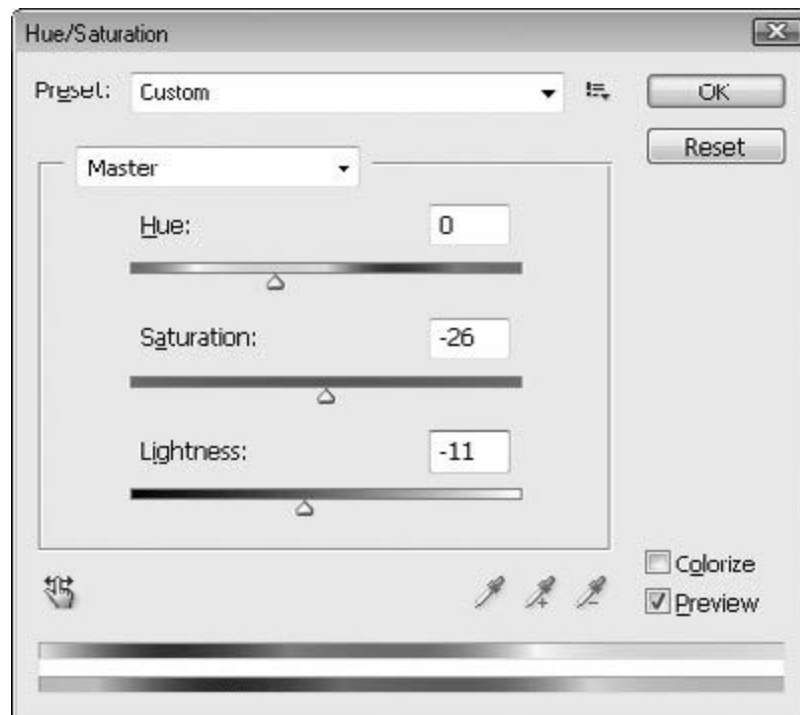 Hue/Saturation
Preset: Custom
OK
Reset
Master
Hue: 0
Saturation: -26
Lightness: -11
Colorize
Preview